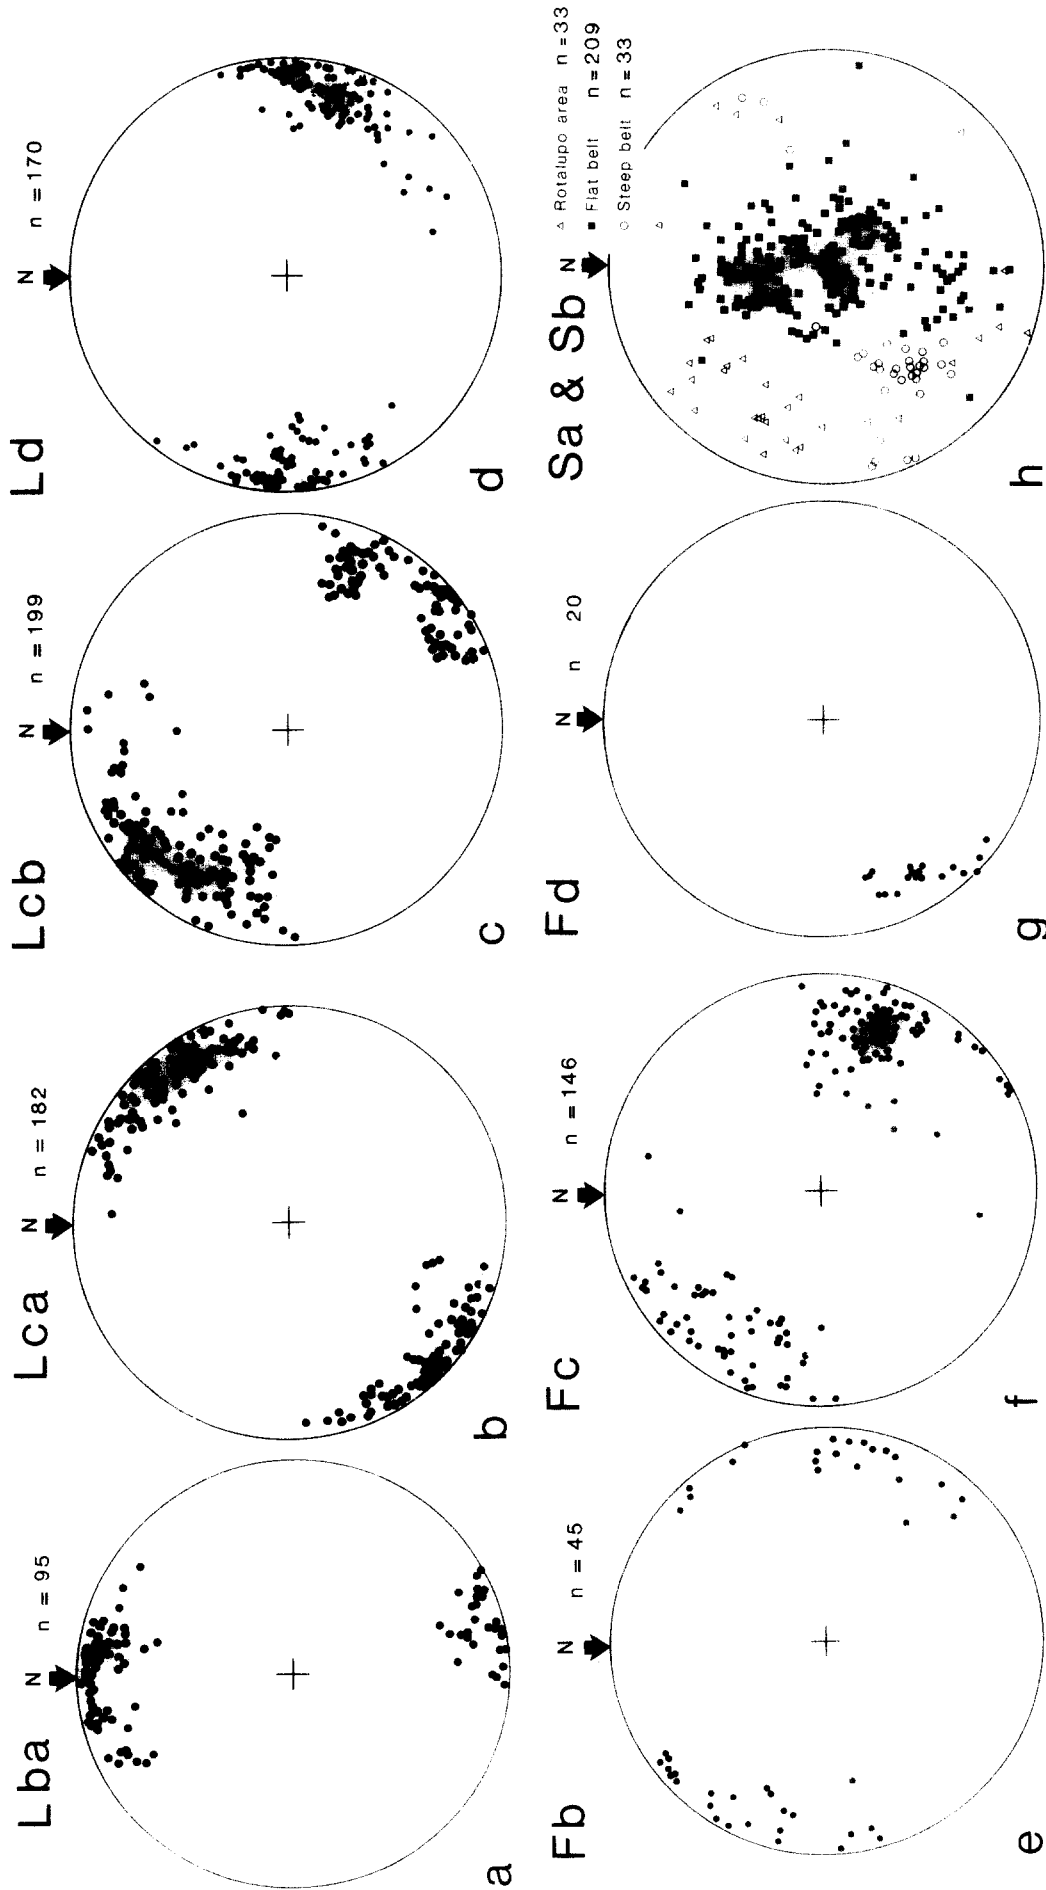 Lba
N n = 95
a
Lca
N n = 182
b
Lcb
N n = 199
c
Ld
N n = 170
d
Fb
N n = 45
e
Fc
N n = 146
f
Fd
N n 20
g
Sa & Sb
N
△ Rotalupo area n = 33
■ Flat belt n = 209
○ Steep belt n = 33
h